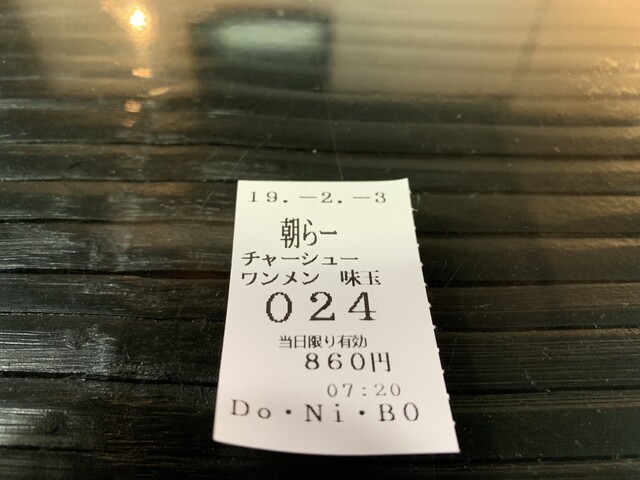 19.-2.-3
朝らー
チャーシュー
ワンメン 味玉
024
当日限り有効
860円
07:20
Do・Ni・BO